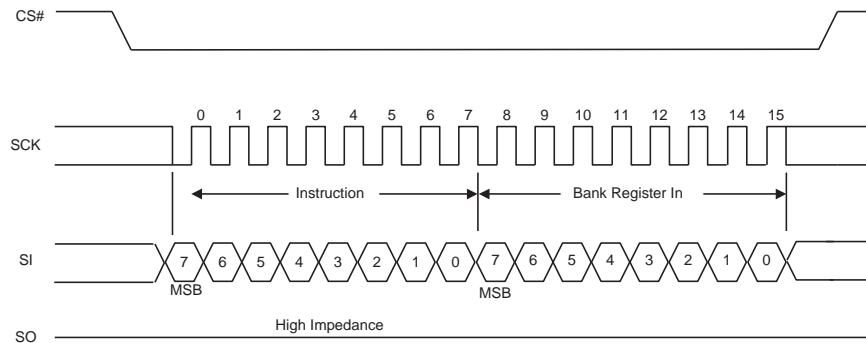 CS#
0 1 2 3 4 5 6 7 8 9 10 11 12 13 14 15
SCK
Instruction Bank Register In
SI 7 6 5 4 3 2 1 0 7 6 5 4 3 2 1 0
MSB MSB
High Impedance
SO